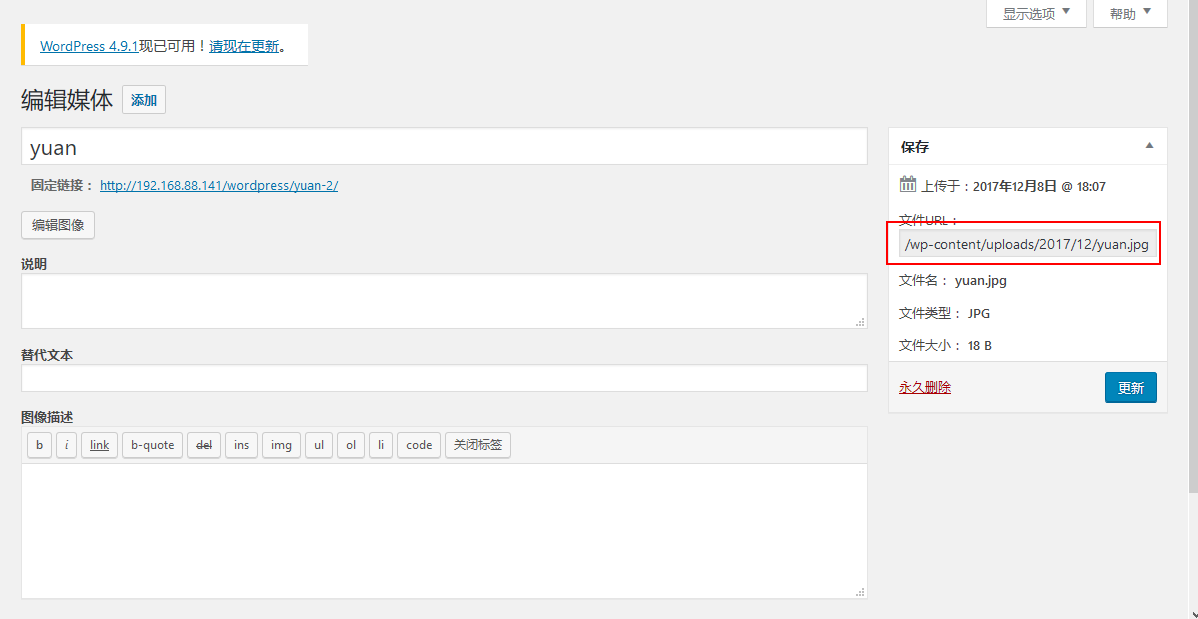 显示选项
帮助
WordPress 4.9.1现已可用！请现在更新。
编辑媒体 添加
yuan
固定链接： http://192.168.88.141/wordpress/yuan-2/
编辑图像
说明
替代文本
图像描述
b i link b-quote del ins img ul ol li code 关闭标签
保存
上传于：2017年12月8日 @ 18:07
文件URL：
/wp-content/uploads/2017/12/yuan.jpg
文件名： yuan.jpg
文件类型： JPG
文件大小： 18 B
永久删除 更新